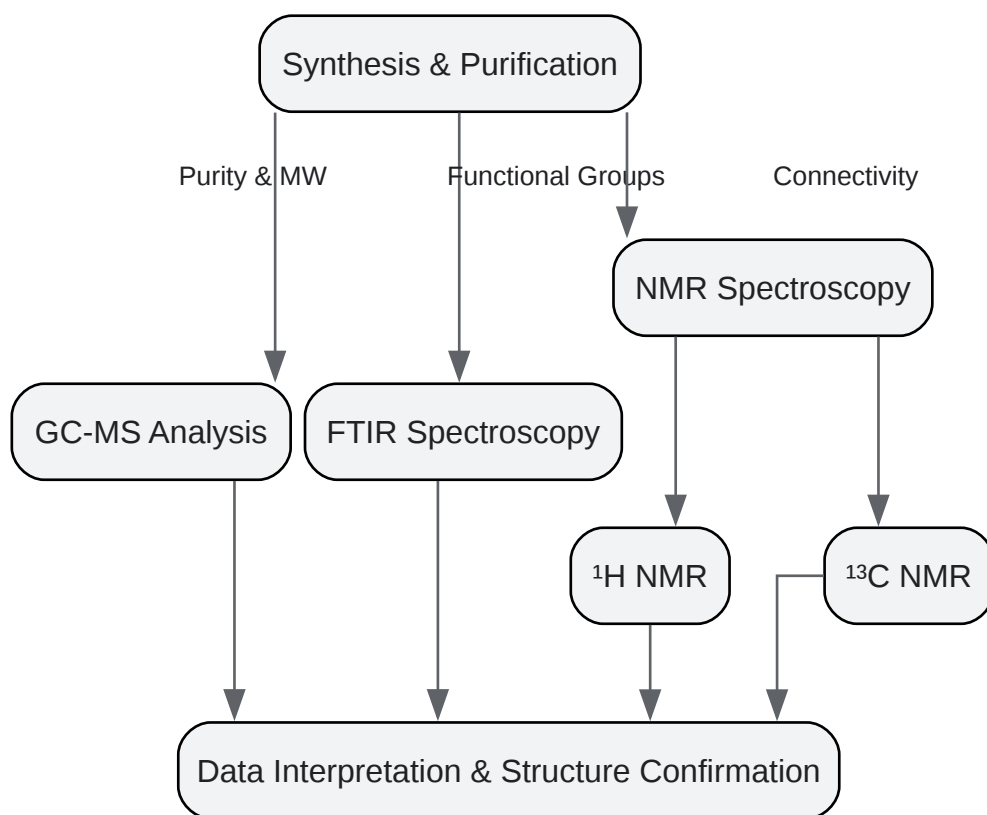 Synthesis & Purification
Purity & MW
Functional Groups
Connectivity
NMR Spectroscopy
GC-MS Analysis
FTIR Spectroscopy
¹H NMR
¹³C NMR
Data Interpretation & Structure Confirmation